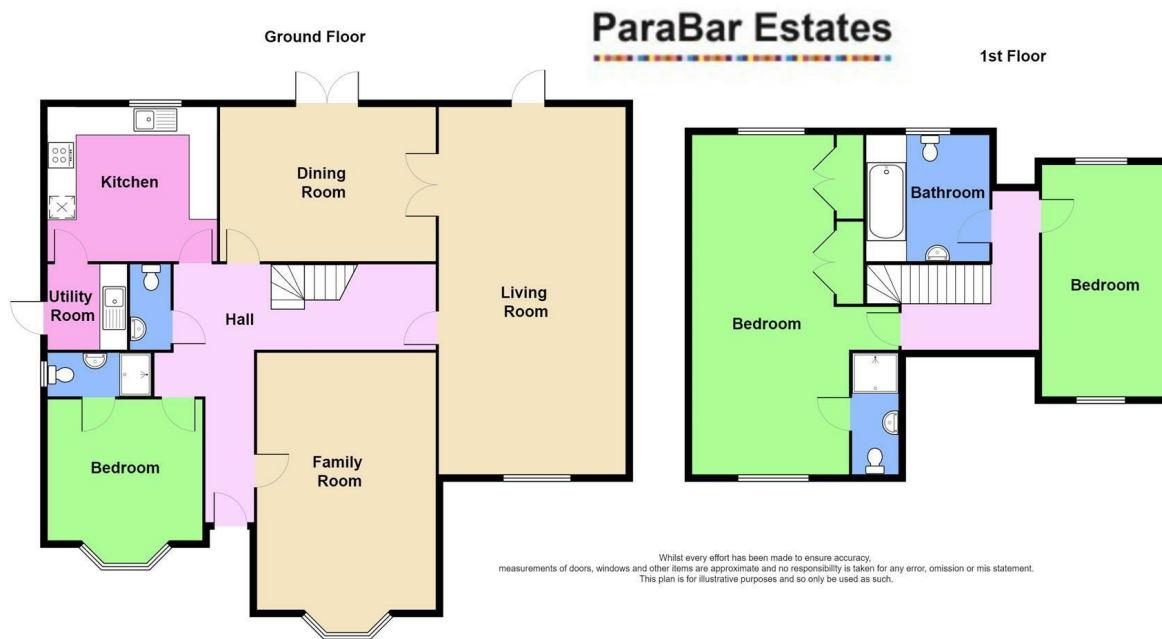 ParaBar Estates
Ground Floor
1st Floor
Kitchen
Dining
Room
Living
Room
Utility
Room
Hall
Bedroom
Family
Room
Bathroom
Bedroom
Bedroom
Whilst every effort has been made to ensure accuracy,
measurements of doors, windows and other items are approximate and no responsibility is taken for any error, omission or mis statement.
This plan is for illustrative purposes and so only be used as such.